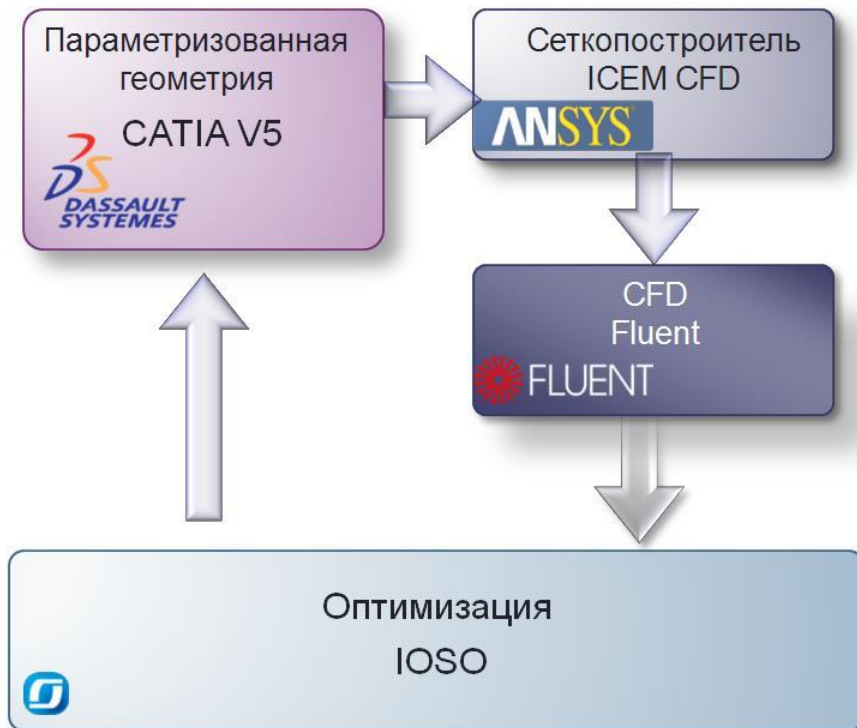 Параметризованная
геометрия
CATIA V5
DASSAULT
SYSTEMES
Сеткопостроитель
ICEM CFD
ANSYS
CFD
Fluent
FLUENT
Оптимизация
IOSO